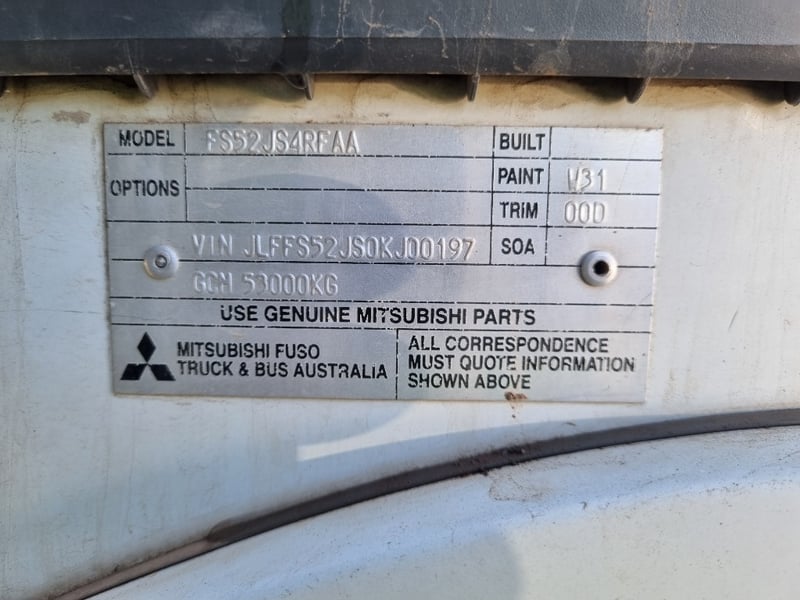 MODEL FS52JS4RFAA BUILT
OPTIONS PAINT W31
TRIM 00D
VIN JLFFS52JS0KJ00197 SOA
GCM 53000KG
USE GENUINE MITSUBISHI PARTS
MITSUBISHI FUSO
TRUCK & BUS AUSTRALIA
ALL CORRESPONDENCE
MUST QUOTE INFORMATION
SHOWN ABOVE